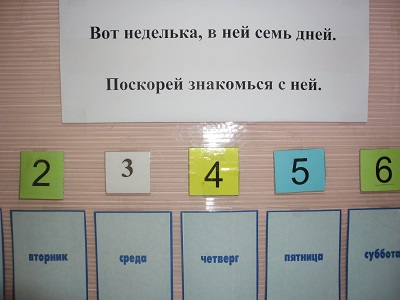 Вот неделька, в ней семь дней.
Поскорей знакомься с ней.
2 3 4 5 6
вторник среда четверг пятница суббота